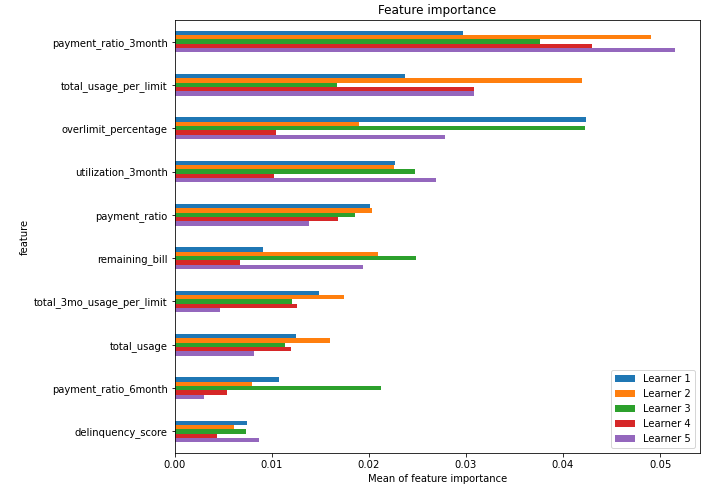 Feature importance
payment_ratio_3month
total_usage_per_limit
overlimit_percentage
utilization_3month
payment_ratio
remaining_bill
total_3mo_usage_per_limit
total_usage
payment_ratio_6month
delinquency_score
feature
Learner 1
Learner 2
Learner 3
Learner 4
Learner 5
0.00 0.01 0.02 0.03 0.04 0.05
Mean of feature importance